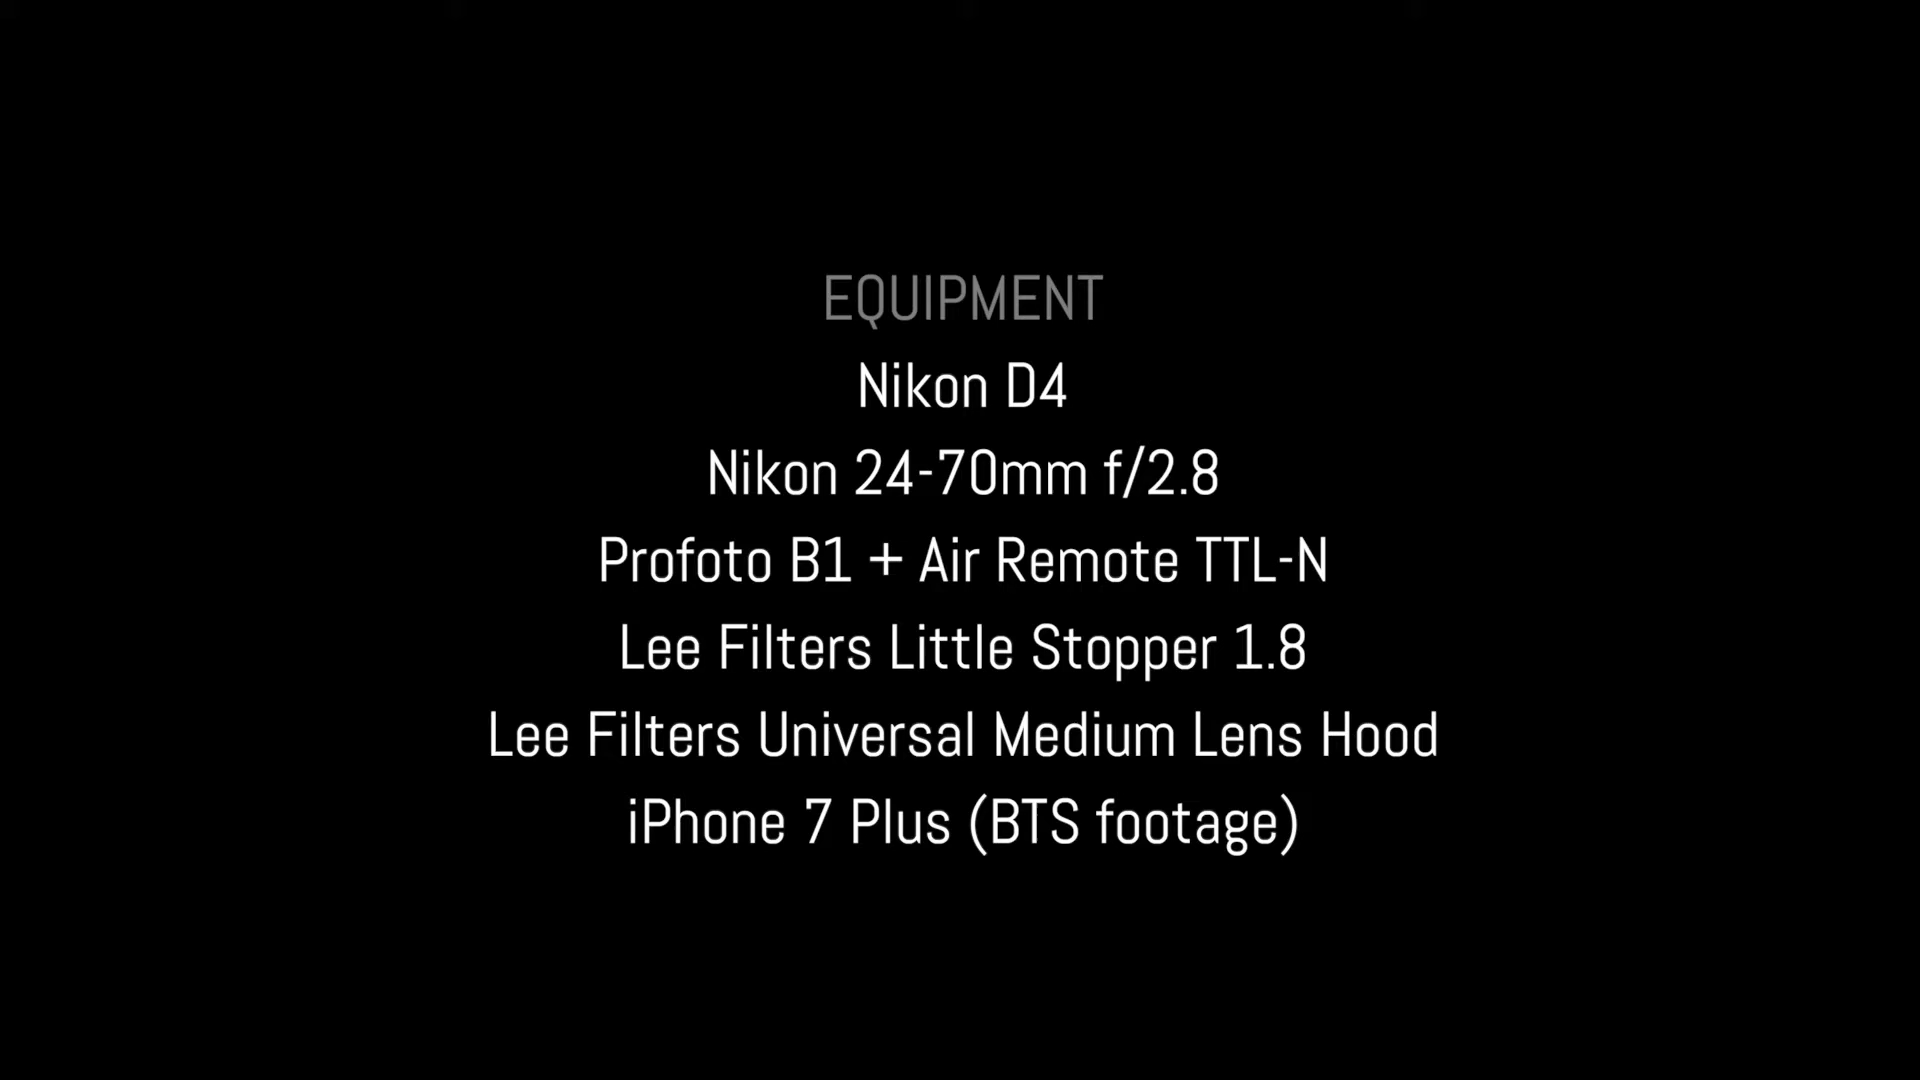 EQUIPMENT
Nikon D4
Nikon 24-70mm f/2.8
Profoto B1 + Air Remote TTL-N
Lee Filters Little Stopper 1.8
Lee Filters Universal Medium Lens Hood
iPhone 7 Plus (BTS footage)